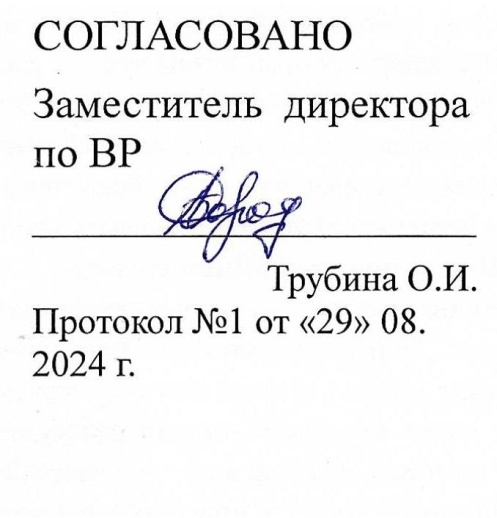 СОГЛАСОВАНО
Заместитель директора
по ВР
Трубина О.И.
Протокол №1 от «29» 08.
2024 г.